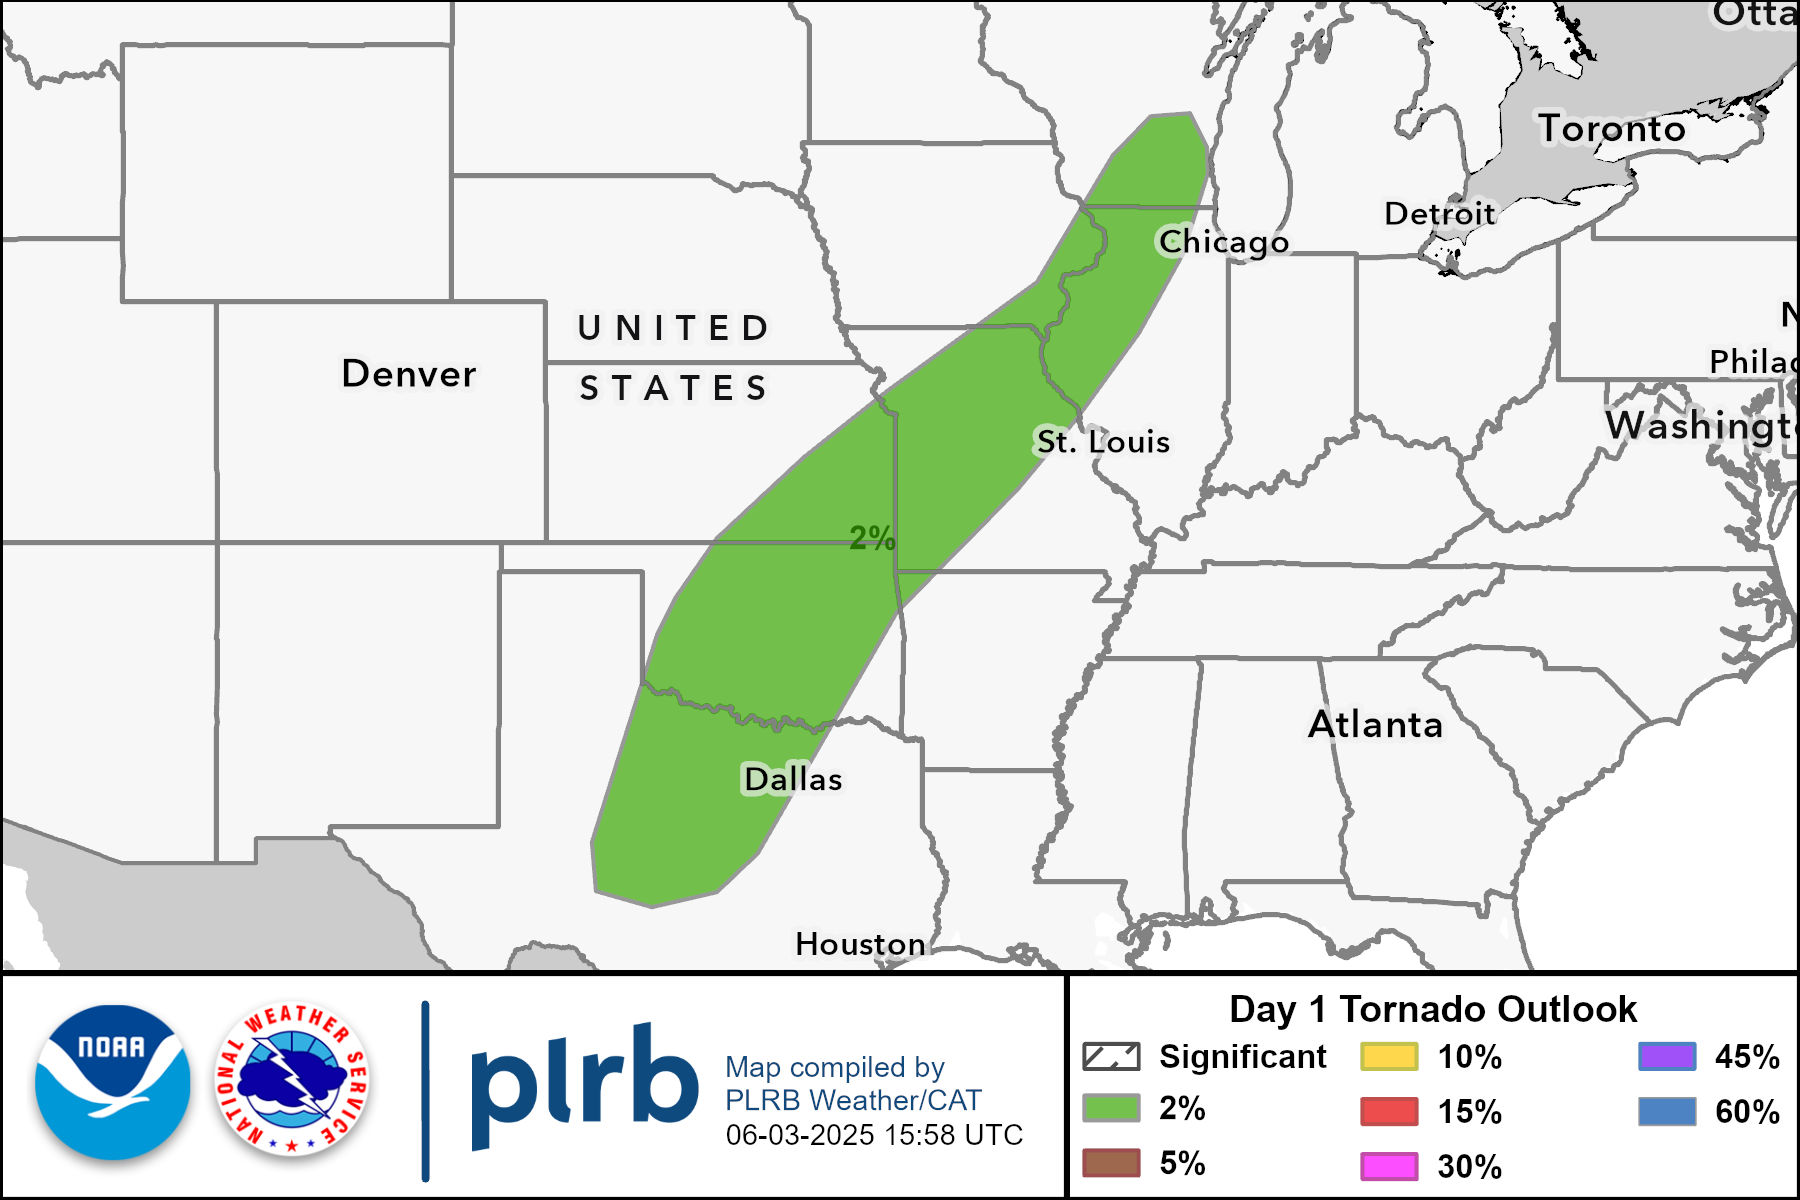 Otta
Toronto
Detroit
Chicago
UNITED
STATES
N
Philad
Denver
Washingto
St. Louis
2%
Atlanta
Dallas
Houston
NOAA
NATIONAL WEATHER SERVICE
plrb
Map compiled by
PLRB Weather/CAT
06-03-2025 15:58 UTC
Day 1 Tornado Outlook
Significant
2%
5%
10%
15%
30%
45%
60%